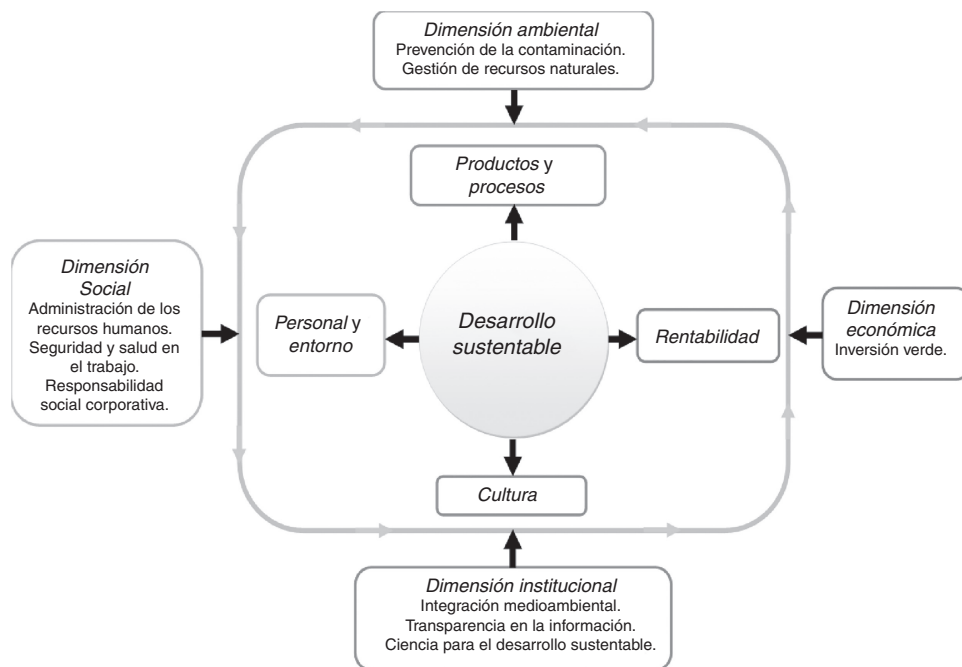 Dimensión ambiental
Prevención de la contaminación.
Gestión de recursos naturales.
Productos y
procesos
Dimensión
Social
Administración de los
recursos humanos.
Seguridad y salud en
el trabajo.
Responsabilidad
social corporativa.
Personal y
entorno
Desarrollo
sustentable
Rentabilidad
Dimensión
económica
Inversión verde.
Cultura
Dimensión institucional
Integración medioambiental.
Transparencia en la información.
Ciencia para el desarrollo sustentable.